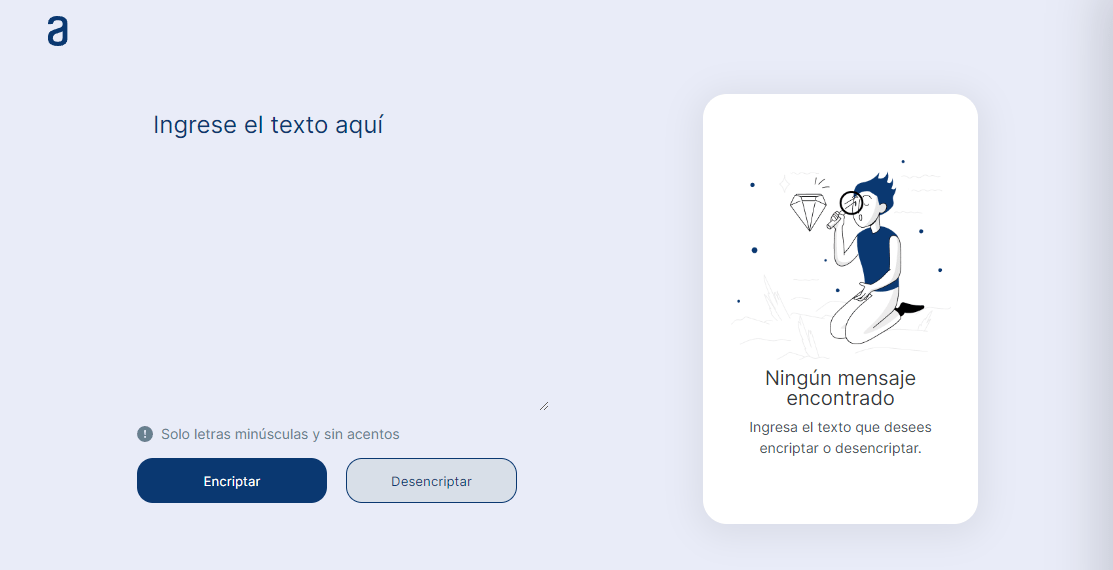 a
Ingrese el texto aquí
Solo letras minúsculas y sin acentos
Encriptar
Desencriptar
Ningún mensaje
encontrado
Ingresa el texto que desees
encriptar o desencriptar.